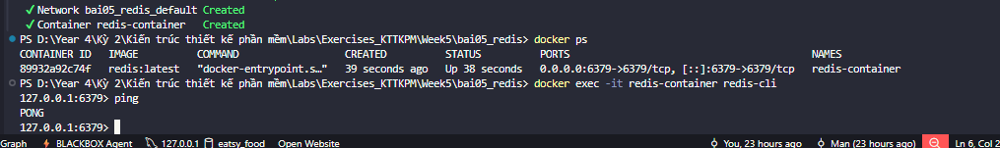 ✔ Network bai05_redis_default Created
✔ Container redis-container Created
PS D:\Year 4\Kỳ 2\Kiến trúc thiết kế phần mềm\Labs\Exercises_KTTKPM\Week5\bai05_redis> docker ps
CONTAINER ID IMAGE COMMAND CREATED STATUS PORTS NAMES
89932a92c74f redis:latest "docker-entrypoint.s…" 39 seconds ago Up 38 seconds 0.0.0.0:6379->6379/tcp, [::]:6379->6379/tcp redis-container
PS D:\Year 4\Kỳ 2\Kiến trúc thiết kế phần mềm\Labs\Exercises_KTTKPM\Week5\bai05_redis> docker exec -it redis-container redis-cli
127.0.0.1:6379> ping
PONG
127.0.0.1:6379>
Graph BLACKBOX Agent 127.0.0.1 eatsy_food Open Website You, 23 hours ago Man (23 hours ago) Ln 6, Col 2